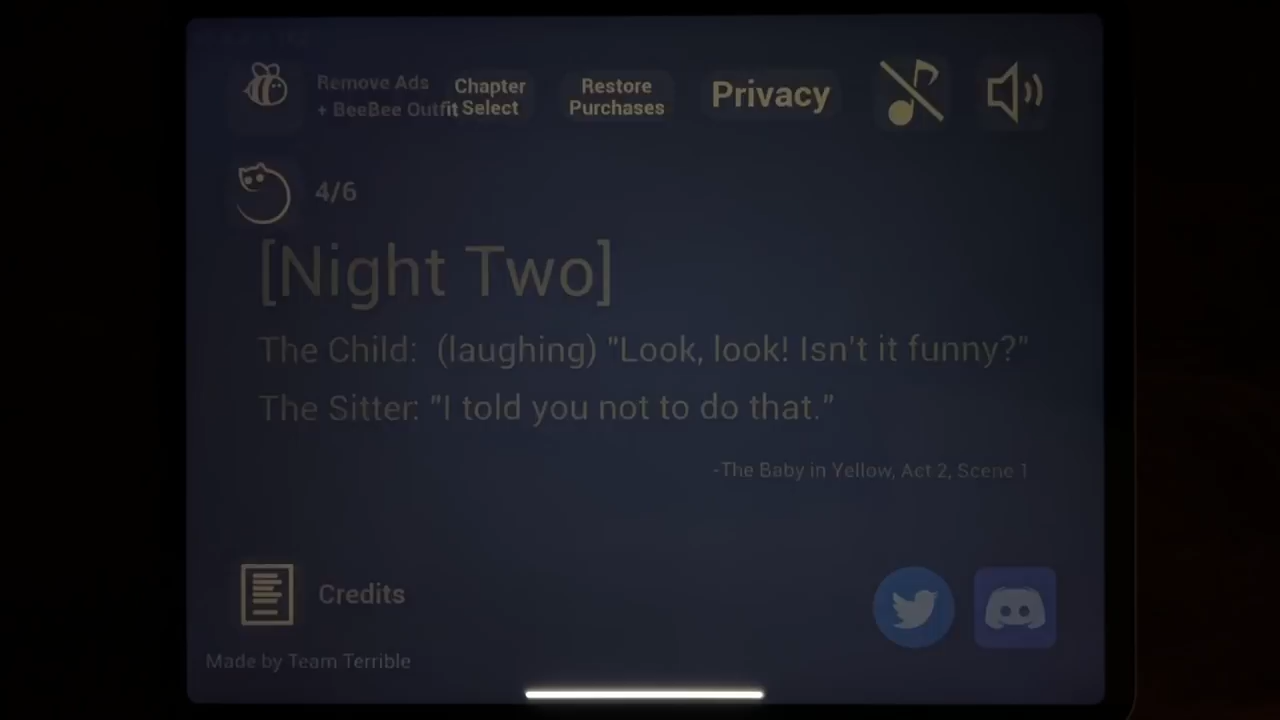 Remove Ads
+ BeeBee Outfit
Chapter
Select
Restore
Purchases
Privacy
4/6
[Night Two]
The Child: (laughing) "Look, look! Isn't it funny?"
The Sitter: "I told you not to do that."
-The Baby in Yellow, Act 2, Scene 1
Credits
Made by Team Terrible